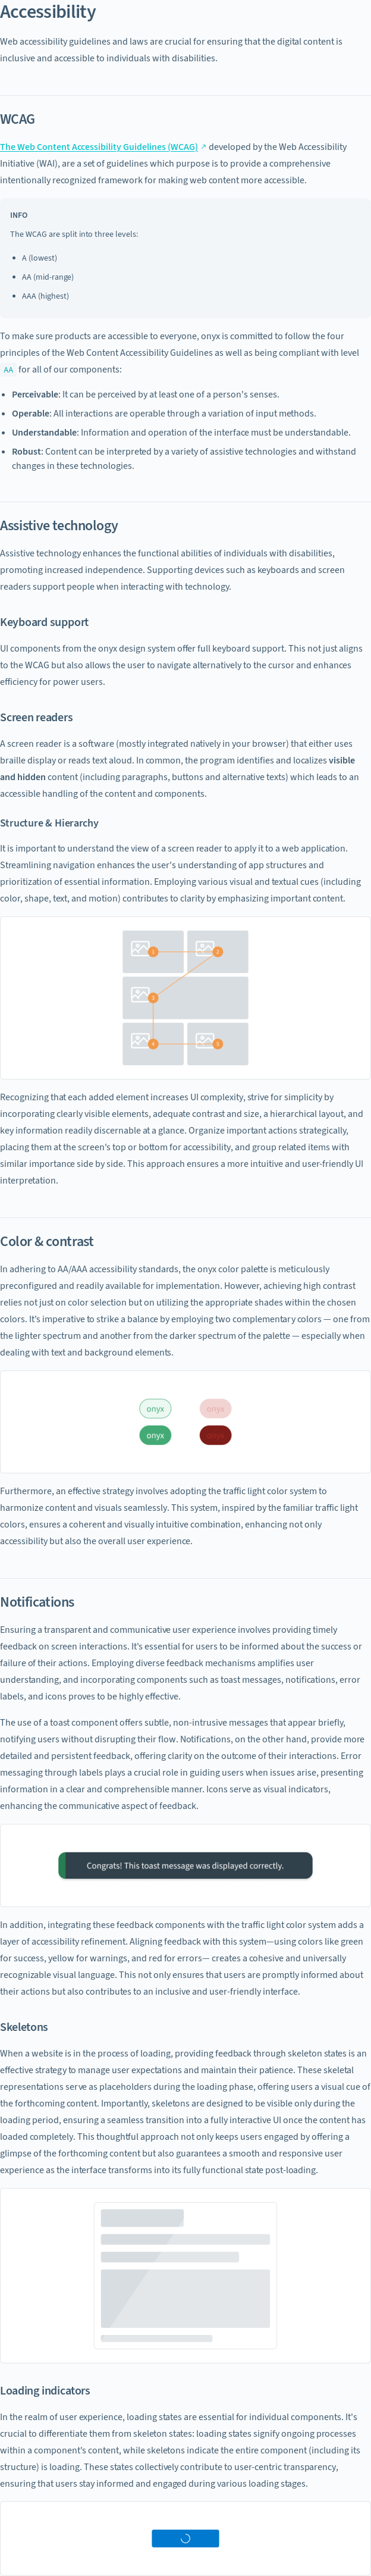 Accessibility
Web accessibility guidelines and laws are crucial for ensuring that the digital content is
inclusive and accessible to individuals with disabilities.
WCAG
The Web Content Accessibility Guidelines (WCAG) ↗ developed by the Web Accessibility
Initiative (WAI), are a set of guidelines which purpose is to provide a comprehensive
intentionally recognized framework for making web content more accessible.
INFO
The WCAG are split into three levels:
• A (lowest)
• AA (mid-range)
• AAA (highest)
To make sure products are accessible to everyone, onyx is committed to follow the four
principles of the Web Content Accessibility Guidelines as well as being compliant with level
AA for all of our components:
• Perceivable: It can be perceived by at least one of a person's senses.
• Operable: All interactions are operable through a variation of input methods.
• Understandable: Information and operation of the interface must be understandable.
• Robust: Content can be interpreted by a variety of assistive technologies and withstand
changes in these technologies.
Assistive technology
Assistive technology enhances the functional abilities of individuals with disabilities,
promoting increased independence. Supporting devices such as keyboards and screen
readers support people when interacting with technology.
Keyboard support
UI components from the onyx design system offer full keyboard support. This not just aligns
to the WCAG but also allows the user to navigate alternatively to the cursor and enhances
efficiency for power users.
Screen readers
A screen reader is a software (mostly integrated natively in your browser) that either uses
braille display or reads text aloud. In common, the program identifies and localizes visible
and hidden content (including paragraphs, buttons and alternative texts) which leads to an
accessible handling of the content and components.
Structure & Hierarchy
It is important to understand the view of a screen reader to apply it to a web application.
Streamlining navigation enhances the user's understanding of app structures and
prioritization of essential information. Employing various visual and textual cues (including
color, shape, text, and motion) contributes to clarity by emphasizing important content.
1 2
3
4 5
Recognizing that each added element increases UI complexity, strive for simplicity by
incorporating clearly visible elements, adequate contrast and size, a hierarchical layout, and
key information readily discernable at a glance. Organize important actions strategically,
placing them at the screen's top or bottom for accessibility, and group related items with
similar importance side by side. This approach ensures a more intuitive and user-friendly UI
interpretation.
Color & contrast
In adhering to AA/AAA accessibility standards, the onyx color palette is meticulously
preconfigured and readily available for implementation. However, achieving high contrast
relies not just on color selection but on utilizing the appropriate shades within the chosen
colors. It's imperative to strike a balance by employing two complementary colors — one from
the lighter spectrum and another from the darker spectrum of the palette — especially when
dealing with text and background elements.
onyx onyx
onyx onyx
Furthermore, an effective strategy involves adopting the traffic light color system to
harmonize content and visuals seamlessly. This system, inspired by the familiar traffic light
colors, ensures a coherent and visually intuitive combination, enhancing not only
accessibility but also the overall user experience.
Notifications
Ensuring a transparent and communicative user experience involves providing timely
feedback on screen interactions. It's essential for users to be informed about the success or
failure of their actions. Employing diverse feedback mechanisms amplifies user
understanding, and incorporating components such as toast messages, notifications, error
labels, and icons proves to be highly effective.
The use of a toast component offers subtle, non-intrusive messages that appear briefly,
notifying users without disrupting their flow. Notifications, on the other hand, provide more
detailed and persistent feedback, offering clarity on the outcome of their interactions. Error
messaging through labels plays a crucial role in guiding users when issues arise, presenting
information in a clear and comprehensible manner. Icons serve as visual indicators,
enhancing the communicative aspect of feedback.
Congrats! This toast message was displayed correctly.
In addition, integrating these feedback components with the traffic light color system adds a
layer of accessibility refinement. Aligning feedback with this system—using colors like green
for success, yellow for warnings, and red for errors— creates a cohesive and universally
recognizable visual language. This not only ensures that users are promptly informed about
their actions but also contributes to an inclusive and user-friendly interface.
Skeletons
When a website is in the process of loading, providing feedback through skeleton states is an
effective strategy to manage user expectations and maintain their patience. These skeletal
representations serve as placeholders during the loading phase, offering users a visual cue of
the forthcoming content. Importantly, skeletons are designed to be visible only during the
loading period, ensuring a seamless transition into a fully interactive UI once the content has
loaded completely. This thoughtful approach not only keeps users engaged by offering a
glimpse of the forthcoming content but also guarantees a smooth and responsive user
experience as the interface transforms into its fully functional state post-loading.
Loading indicators
In the realm of user experience, loading states are essential for individual components. It's
crucial to differentiate them from skeleton states: loading states signify ongoing processes
within a component's content, while skeletons indicate the entire component (including its
structure) is loading. These states collectively contribute to user-centric transparency,
ensuring that users stay informed and engaged during various loading stages.